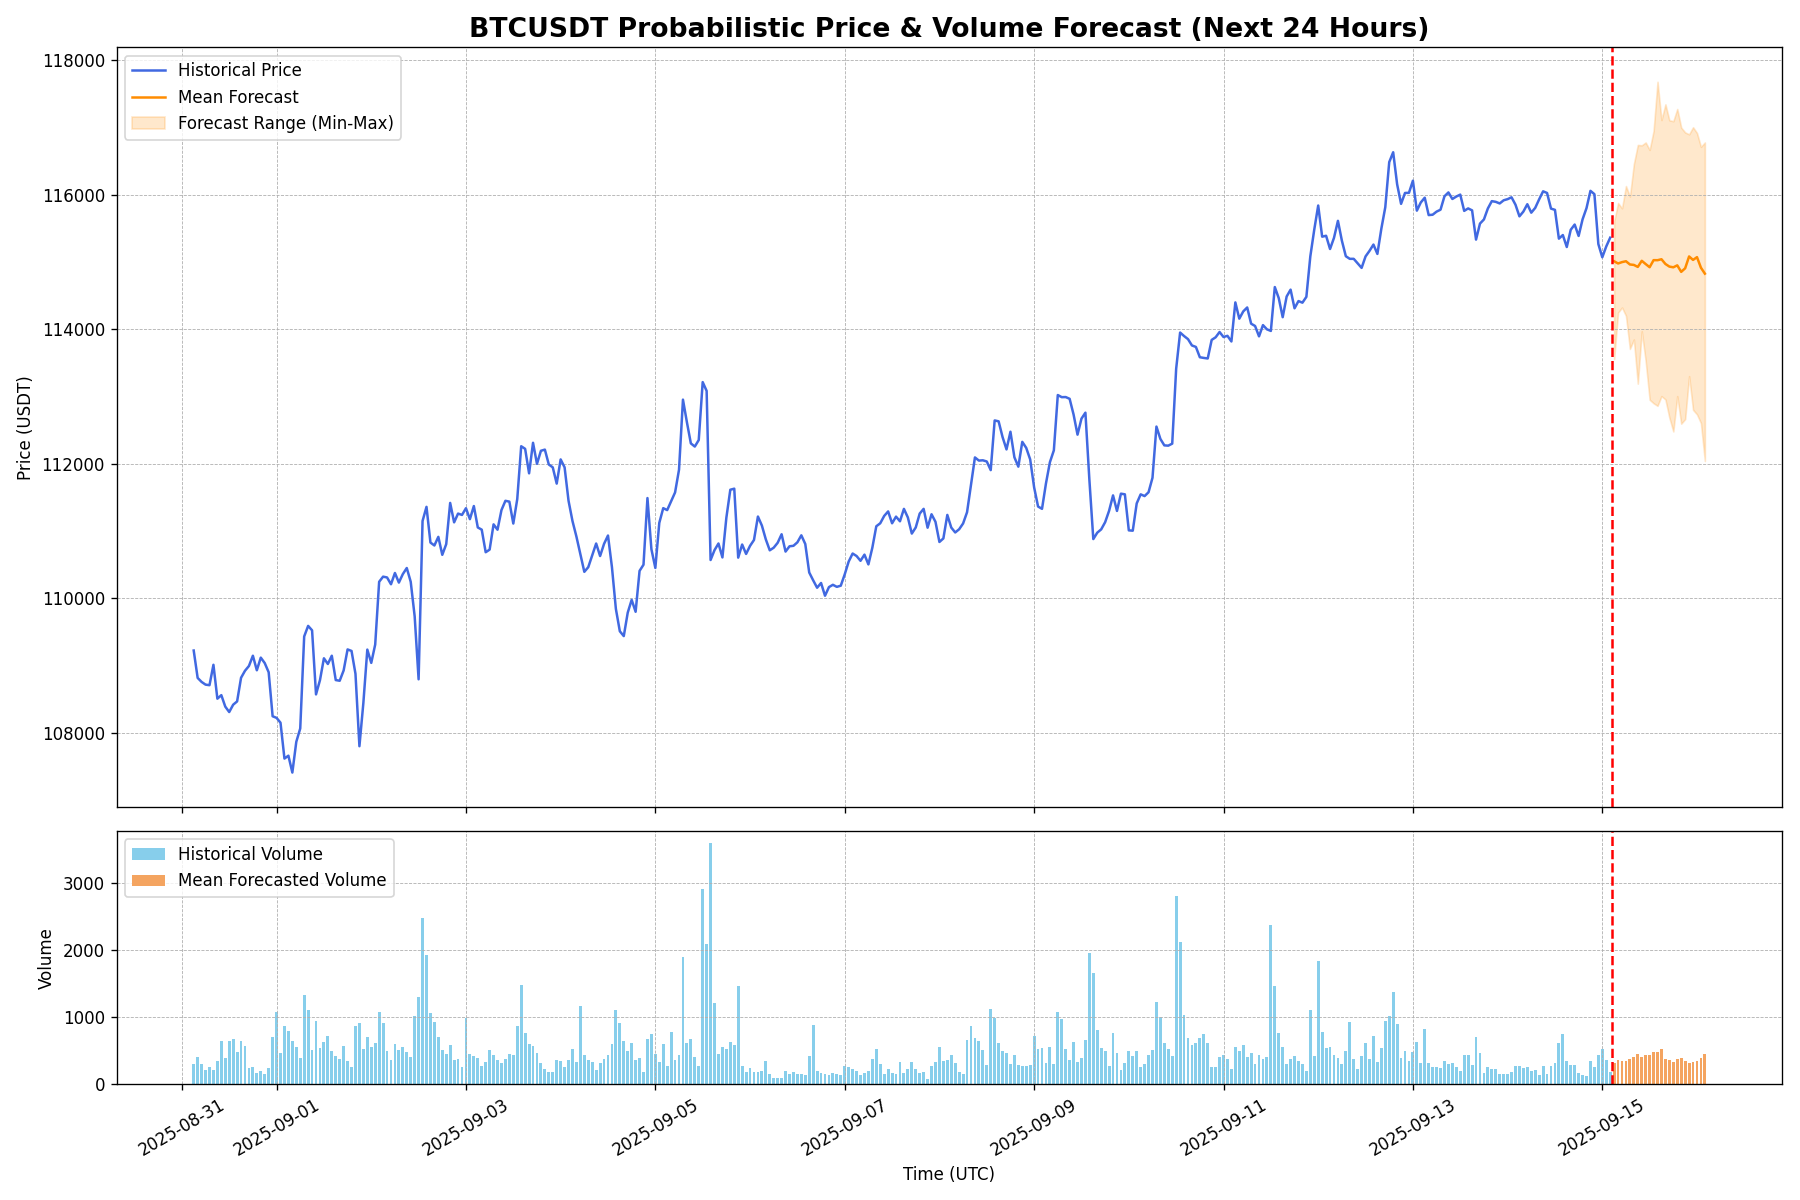 BTCUSDT Probabilistic Price & Volume Forecast (Next 24 Hours)
Historical Price
Mean Forecast
Forecast Range (Min-Max)
118000
116000
114000
112000
110000
108000
Price (USDT)
Historical Volume
Mean Forecasted Volume
3000
2000
1000
0
Volume
2025-08-31
2025-09-01
2025-09-03
2025-09-05
2025-09-07
2025-09-09
2025-09-11
2025-09-13
2025-09-15
Time (UTC)